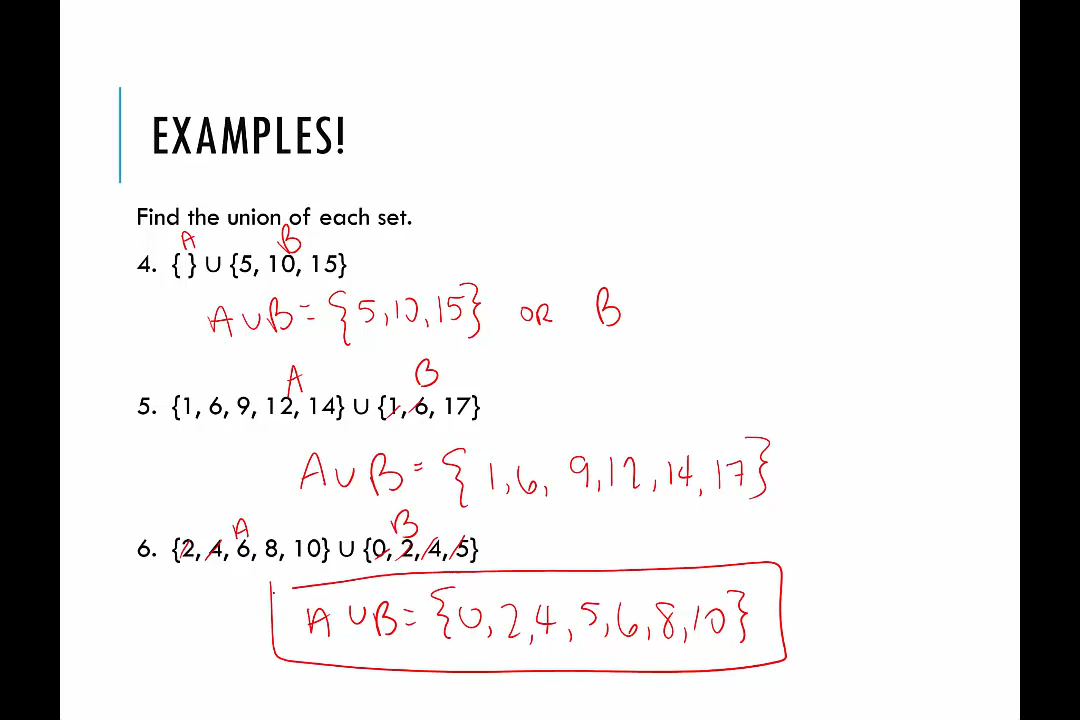 EXAMPLES!
Find the union of each set.
A B
4. { } ∪ {5, 10, 15}
A∪B = {5,10,15} OR B
A B
5. {1, 6, 9, 12, 14} ∪ {1, 6, 17}
A∪B = {1,6, 9,12,14,17}
A B
6. {2, 4, 6, 8, 10} ∪ {0, 2, 4, 5}
A∪B = {0,2,4,5,6,8,10}